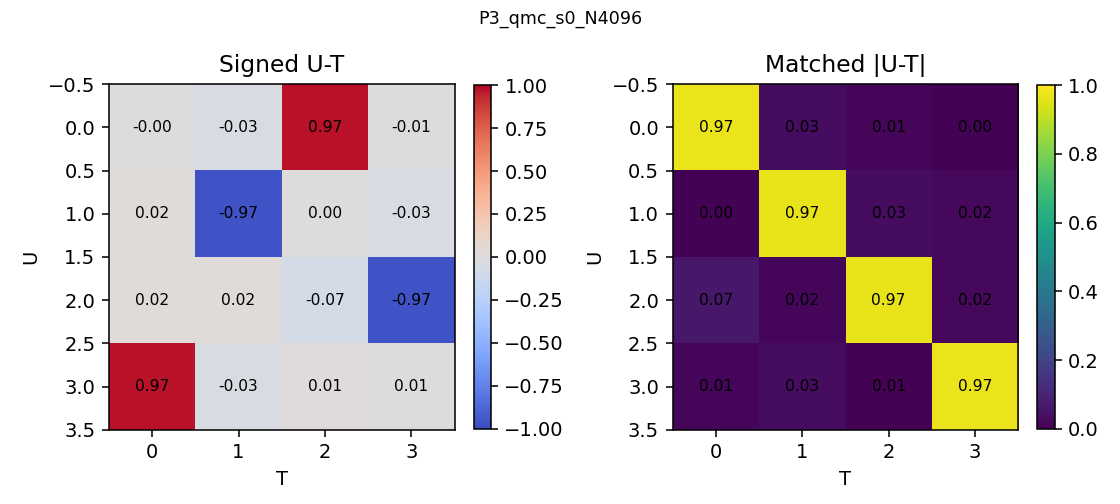 P3_qmc_s0_N4096
Signed U-T
−0.5
0.0
0.5
1.0
1.5
2.0
2.5
3.0
3.5
U
-0.00 -0.03 0.97 -0.01
0.02 -0.97 0.00 -0.03
0.02 0.02 -0.07 -0.97
0.97 -0.03 0.01 0.01
0 1 2 3
T
1.00
0.75
0.50
0.25
0.00
−0.25
−0.50
−0.75
−1.00
Matched |U-T|
−0.5
0.0
0.5
1.0
1.5
2.0
2.5
3.0
3.5
U
0.97 0.03 0.01 0.00
0.00 0.97 0.03 0.02
0.07 0.02 0.97 0.02
0.01 0.03 0.01 0.97
0 1 2 3
T
1.0
0.8
0.6
0.4
0.2
0.0